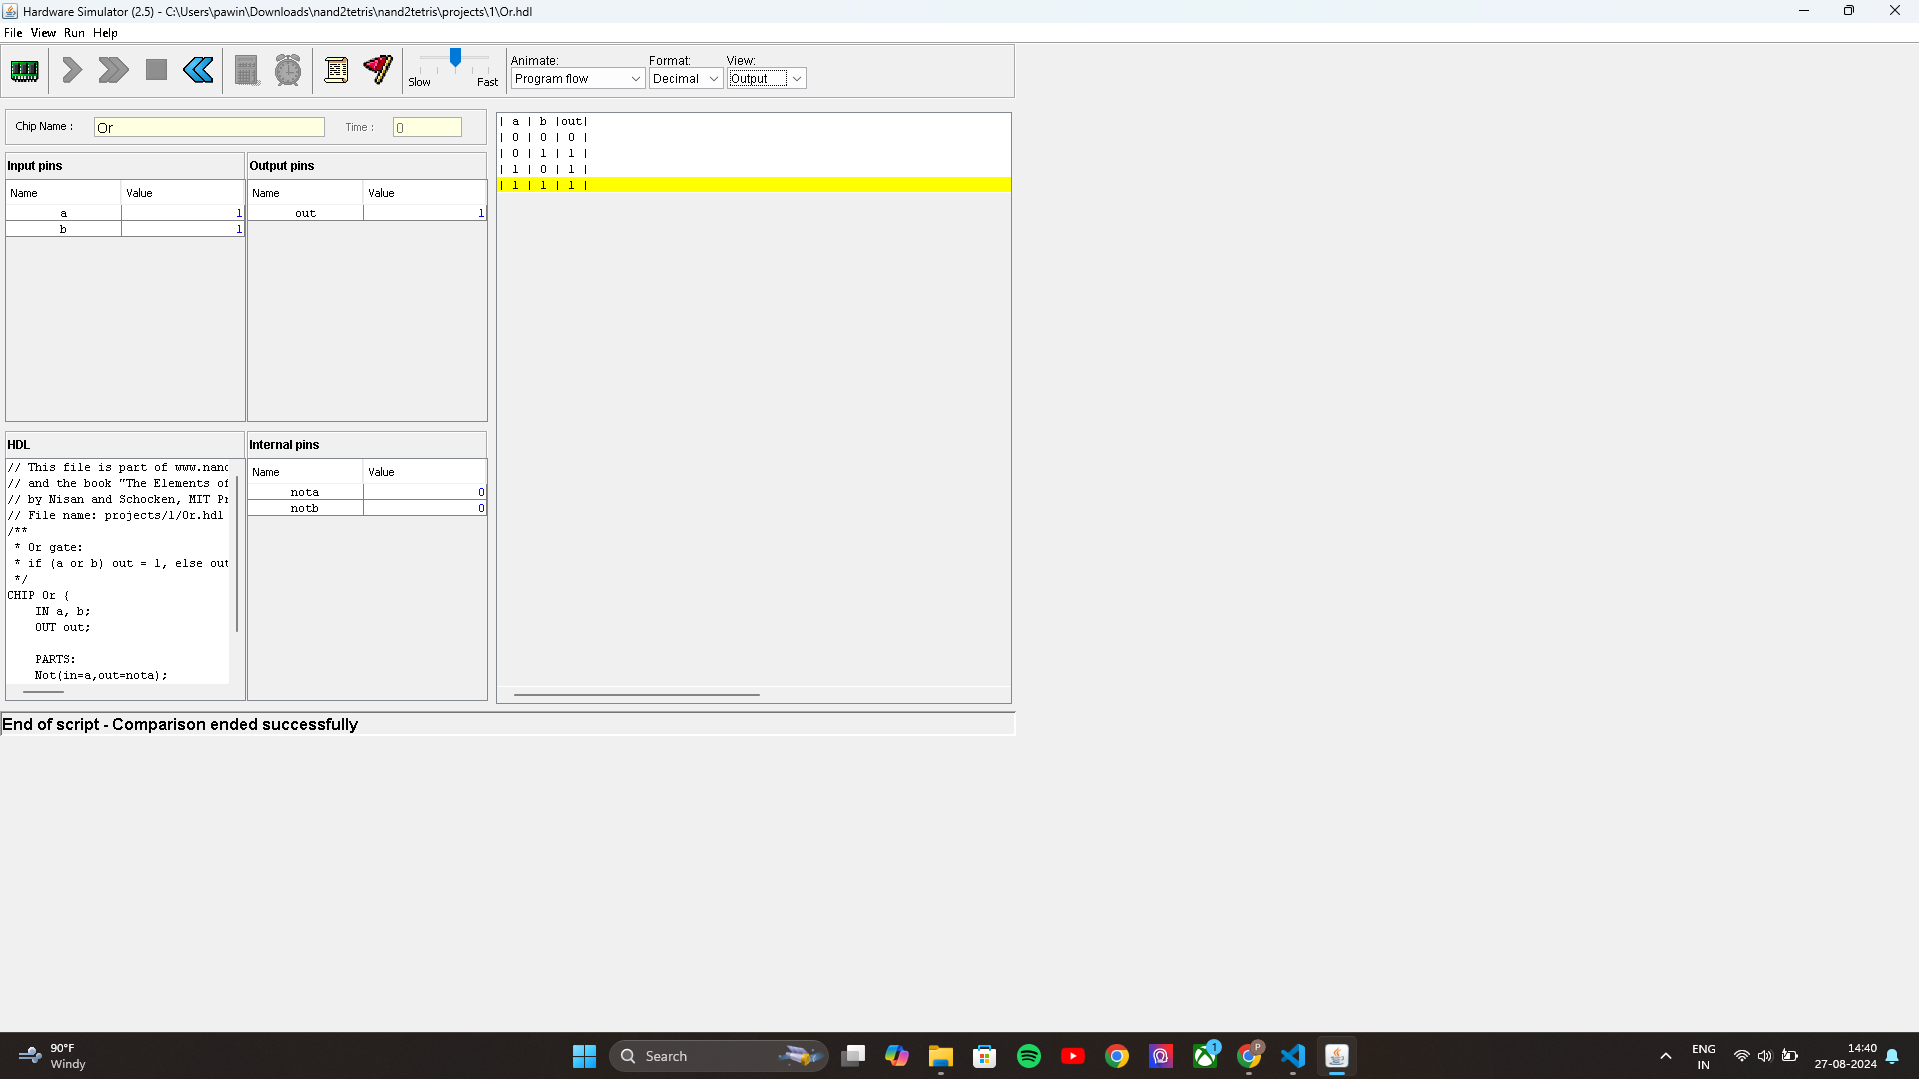 Hardware Simulator (2.5) - C:\Users\pawin\Downloads\nand2tetris\nand2tetris\projects\1\Or.hdl
File View Run Help
Slow Fast
Animate:
Program flow
Format:
Decimal
View:
Output
Chip Name : Or Time : 0
Input pins
Name Value
a 1
b 1
Output pins
Name Value
out 1
| a | b |out|
| 0 | 0 | 0 |
| 0 | 1 | 1 |
| 1 | 0 | 1 |
| 1 | 1 | 1 |
HDL
// This file is part of www.nand
// and the book "The Elements of
// by Nisan and Schocken, MIT Pr
// File name: projects/1/Or.hdl
/**
* Or gate:
* if (a or b) out = 1, else out
*/
CHIP Or {
IN a, b;
OUT out;
PARTS:
Not(in=a,out=nota);
Internal pins
Name Value
nota 0
notb 0
End of script - Comparison ended successfully
90°F
Windy
Search
1
P
ENG
IN
14:40
27-08-2024